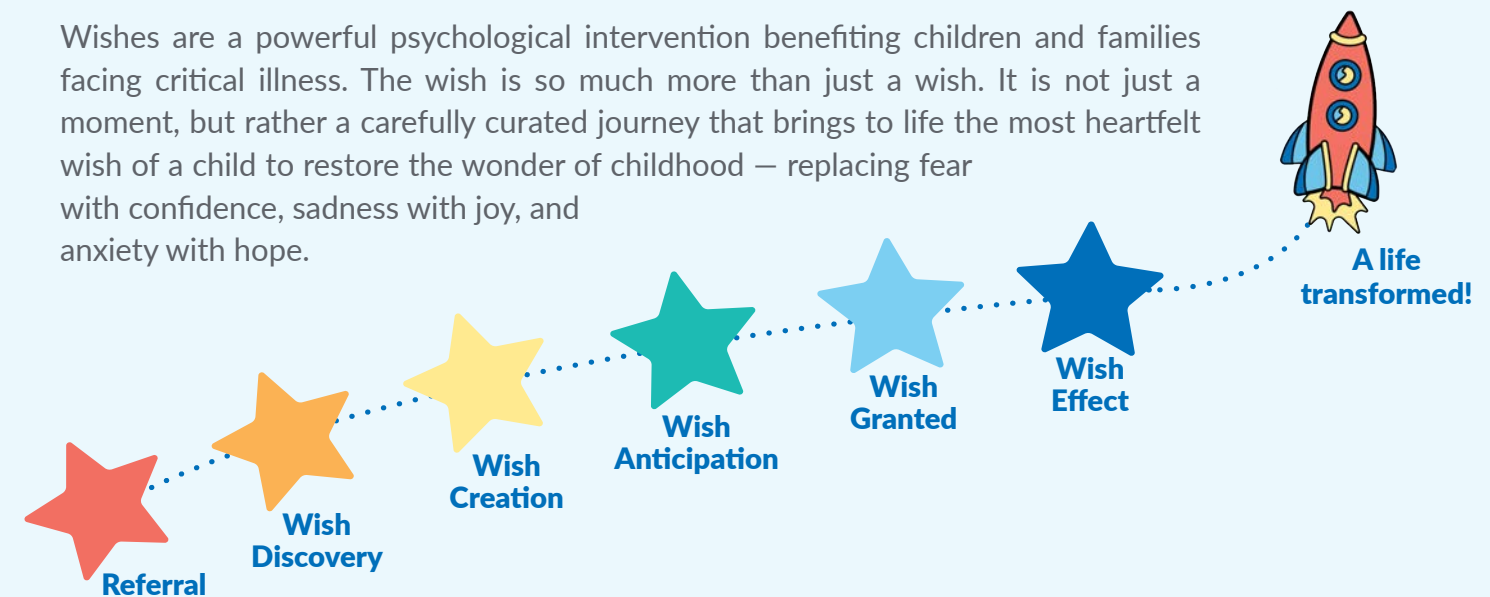 Wishes are a powerful psychological intervention benefiting children and families
facing critical illness. The wish is so much more than just a wish. It is not just a
moment, but rather a carefully curated journey that brings to life the most heartfelt
wish of a child to restore the wonder of childhood — replacing fear
with confidence, sadness with joy, and
anxiety with hope.
Referral
Wish
Discovery
Wish
Creation
Wish
Anticipation
Wish
Granted
Wish
Effect
A life
transformed!